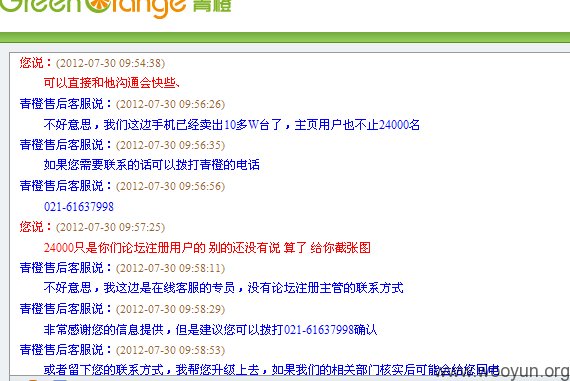 GreenOrange 青橙
您说：(2012-07-30 09:54:38)
可以直接和他沟通会快些、
青橙售后客服说：(2012-07-30 09:56:26)
不好意思，我们这边手机已经卖出10多W台了，主页用户也不止24000名
青橙售后客服说：(2012-07-30 09:56:35)
如果您需要联系的话可以拨打青橙的电话
青橙售后客服说：(2012-07-30 09:56:56)
021-61637998
您说：(2012-07-30 09:57:25)
24000只是你们论坛注册用户的 别的还没有说 算了 给你截张图
青橙售后客服说：(2012-07-30 09:58:11)
不好意思，我这边是在线客服的专员，没有论坛注册主管的联系方式
青橙售后客服说：(2012-07-30 09:58:29)
非常感谢您的信息提供，但是建议您可以拨打021-61637998确认
青橙售后客服说：(2012-07-30 09:58:53)
或者留下您的联系方式，我帮您升级上去，如果我们的相关部门核实后可能会给您回电
www.wooyun.org